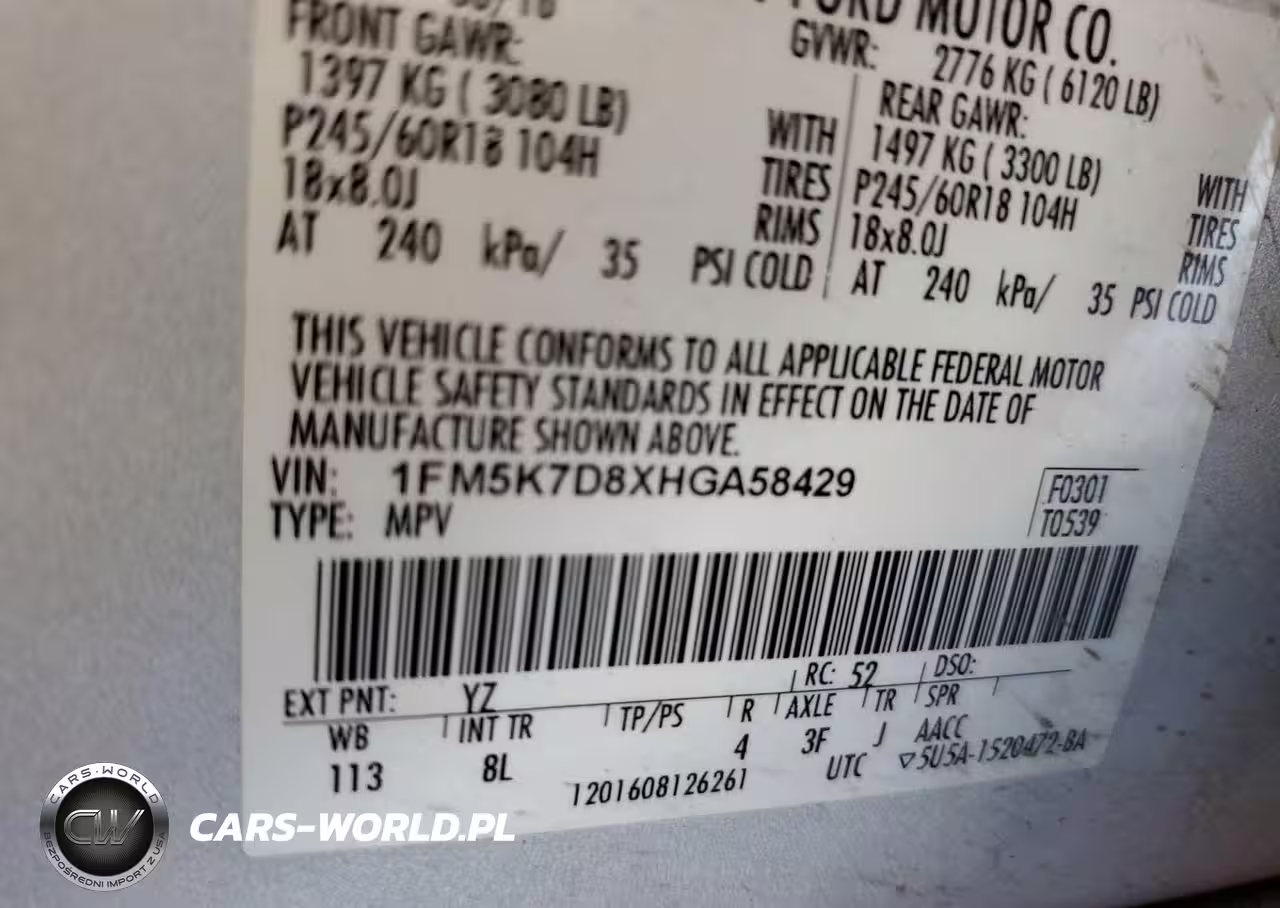 FORD MOTOR CO.
FRONT GAWR:
1397 KG ( 3080 LB)
P245/60R18 104H
18x8.0J
AT 240 kPa/ 35 PSI COLD
WITH
TIRES
RIMS
GVWR: 2776 KG ( 6120 LB)
REAR GAWR:
1497 KG ( 3300 LB)
P245/60R18 104H
18x8.0J
AT 240 kPa/ 35 PSI COLD
WITH
TIRES
RIMS
THIS VEHICLE CONFORMS TO ALL APPLICABLE FEDERAL MOTOR
VEHICLE SAFETY STANDARDS IN EFFECT ON THE DATE OF
MANUFACTURE SHOWN ABOVE.
VIN: 1FM5K7D8XHGA58429
TYPE: MPV
F0301
T0539
EXT PNT: YZ RC: 52 DSO:
WB INT TR TP/PS R AXLE TR SPR
113 8L 4 3F J AACC
1201608126261 UTC ▽5U5A-1520472-BA
CARS-WORLD
CW
BEZPOŚREDNI IMPORT Z USA
CARS-WORLD.PL